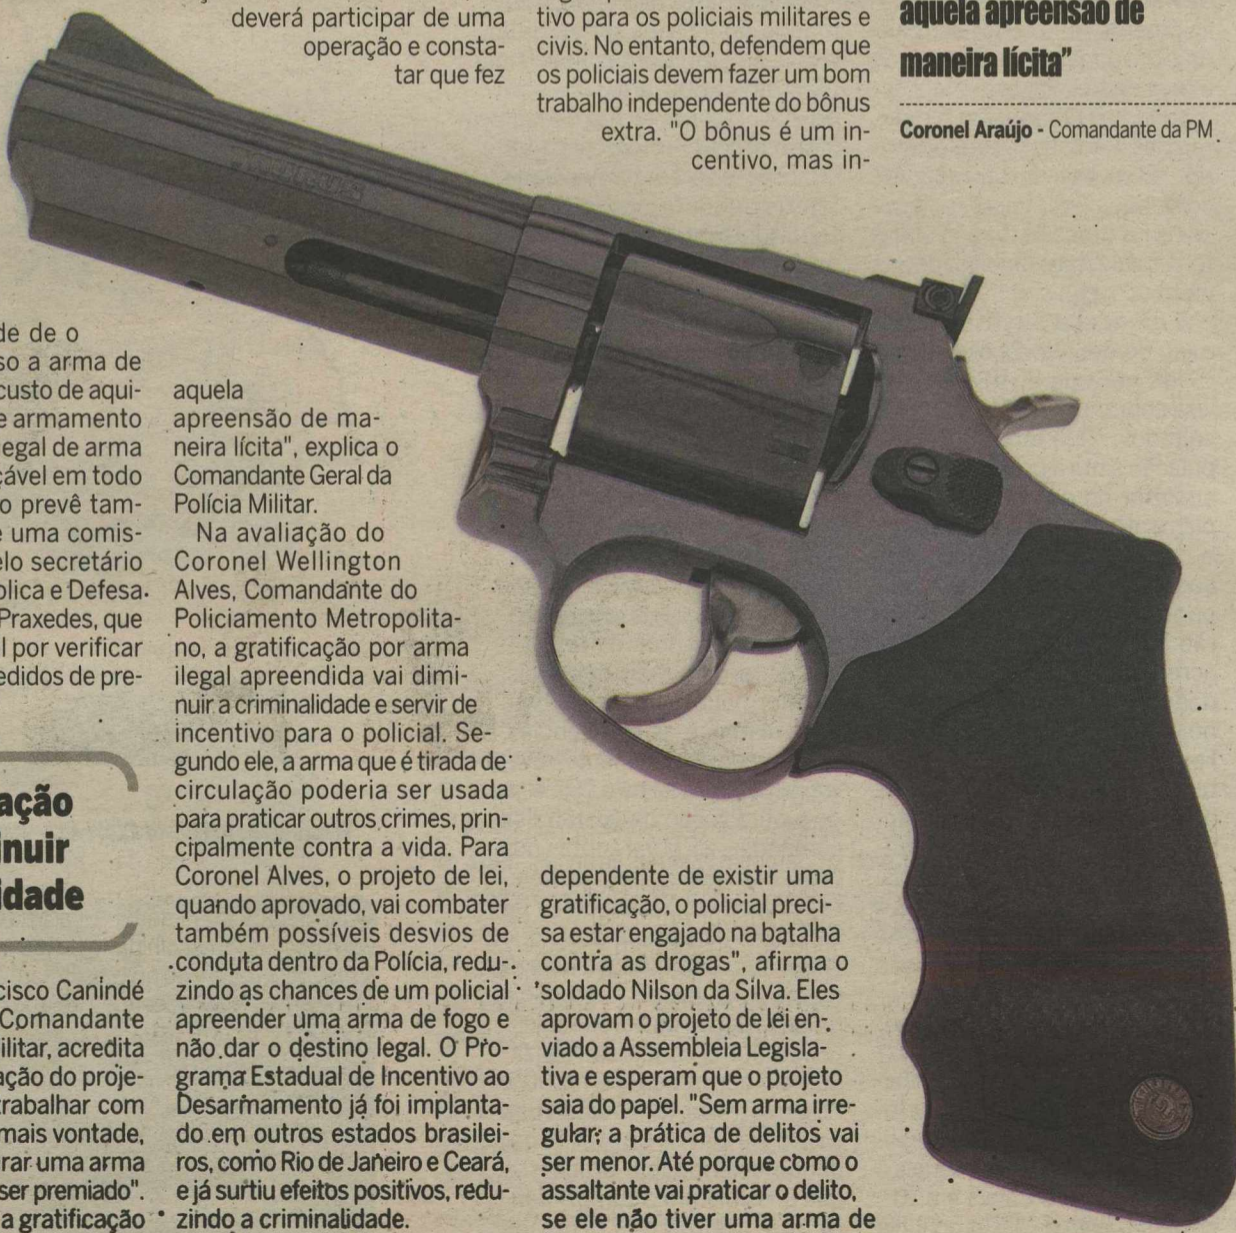 deverá participar de uma
operação e consta-
tar que fez
tivo para os policiais militares e
civis. No entanto, defendem que
os policiais devem fazer um bom
trabalho independente do bônus
extra. "O bônus é um in-
centivo, mas in-
aquela apreensão de
maneira lícita"
Coronel Araújo - Comandante da PM
de de o
so a arma de
custo de aqui-
e armamento
egal de arma
çável em todo
o prevê tam-
e uma comis-
elo secretário
olica e Defesa
Praxedes, que
l por verificar
edidos de pre-
ação
inuir
idade
cisco Canindé
Comandante
ilitar, acredita
ação do proje-
trabalhar com
mais vontade,
rar uma arma
ser premiado".
a gratificação
aquela
apreensão de ma-
neira lícita", explica o
Comandante Geral da
Polícia Militar.
Na avaliação do
Coronel Wellington
Alves, Comandante do
Policiamento Metropolita-
no, a gratificação por arma
ilegal apreendida vai dimi-
nuir a criminalidade e servir de
incentivo para o policial. Se-
gundo ele, a arma que é tirada de
circulação poderia ser usada
para praticar outros crimes, prin-
cipalmente contra a vida. Para
Coronel Alves, o projeto de lei,
quando aprovado, vai combater
também possíveis desvios de
conduta dentro da Polícia, redu-
zindo as chances de um policial
apreender uma arma de fogo e
não dar o destino legal. O Pro-
grama Estadual de Incentivo ao
Desarmamento já foi implanta-
do em outros estados brasilei-
ros, como Rio de Janeiro e Ceará,
e já surtiu efeitos positivos, redu-
zindo a criminalidade.
dependente de existir uma
gratificação, o policial preci-
sa estar engajado na batalha
contra as drogas", afirma o
soldado Nilson da Silva. Eles
aprovam o projeto de lei en-
viado a Assembleia Legisla-
tiva e esperam que o projeto
saia do papel. "Sem arma irre-
gular, a prática de delitos vai
ser menor. Até porque como o
assaltante vai praticar o delito,
se ele não tiver uma arma de